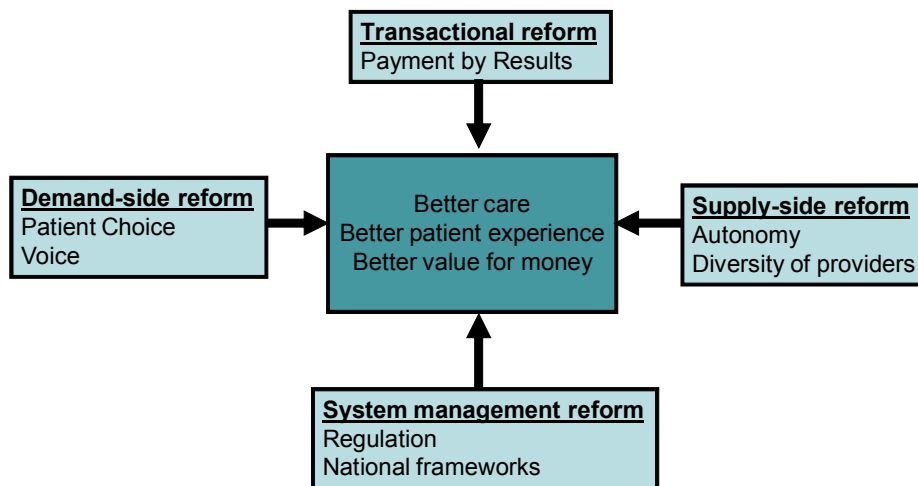 Transactional reform
Payment by Results
Demand-side reform
Patient Choice
Voice
Better care
Better patient experience
Better value for money
Supply-side reform
Autonomy
Diversity of providers
System management reform
Regulation
National frameworks